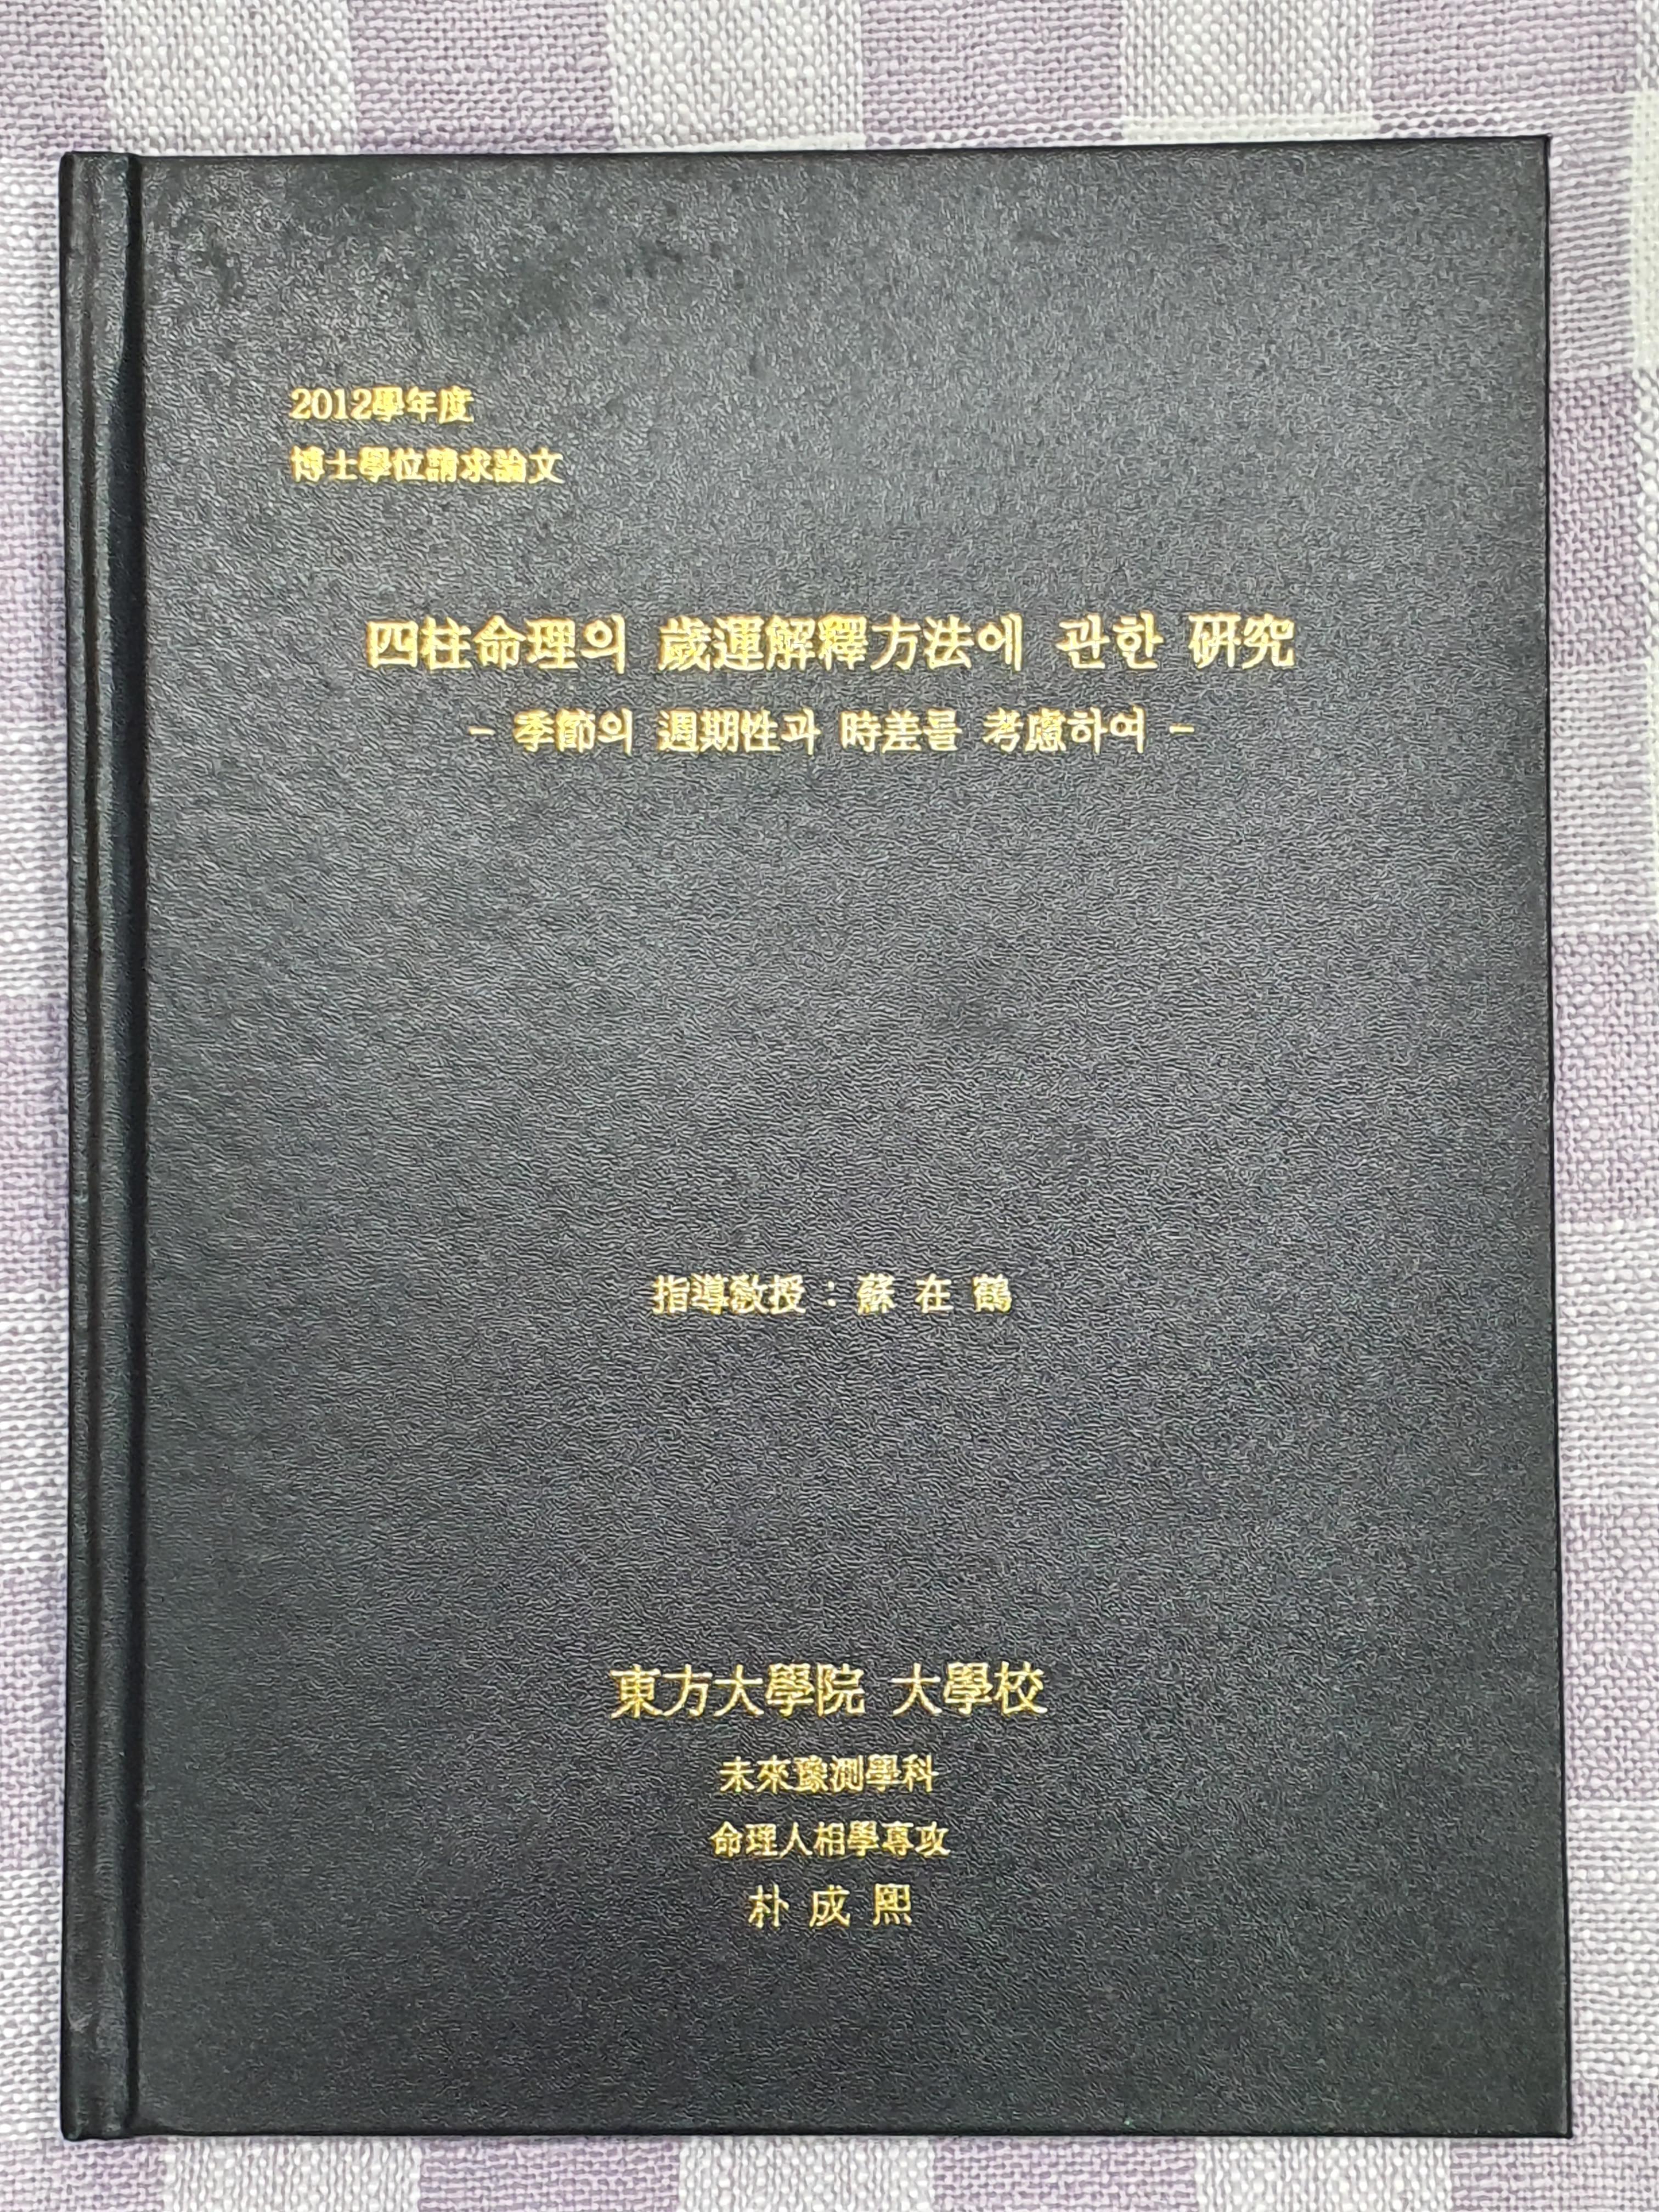 2012學年度
博士學位請求論文
四柱命理의 歲運解釋方法에 관한 硏究
- 季節의 週期性과 時差를 考慮하여 -
指導敎授 : 蘇 在 鶴
東方大學院 大學校
未來豫測學科
命理人相學專攻
朴 成 熙